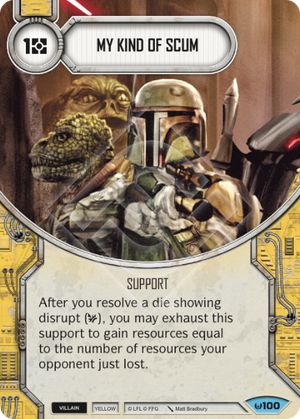 1
MY KIND OF SCUM
SUPPORT
After you resolve a die showing
disrupt (), you may exhaust this
support to gain resources equal
to the number of resources your
opponent just lost.
VILLAIN YELLOW © LFL © FFG Matt Bradbury 100